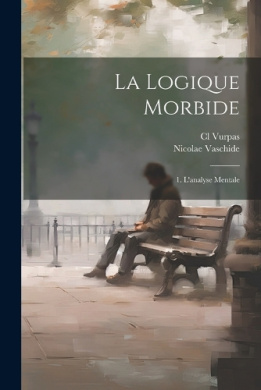 La Logique
Morbide
Cl Vurpas
Nicolae Vaschide
1. L'analyse Mentale